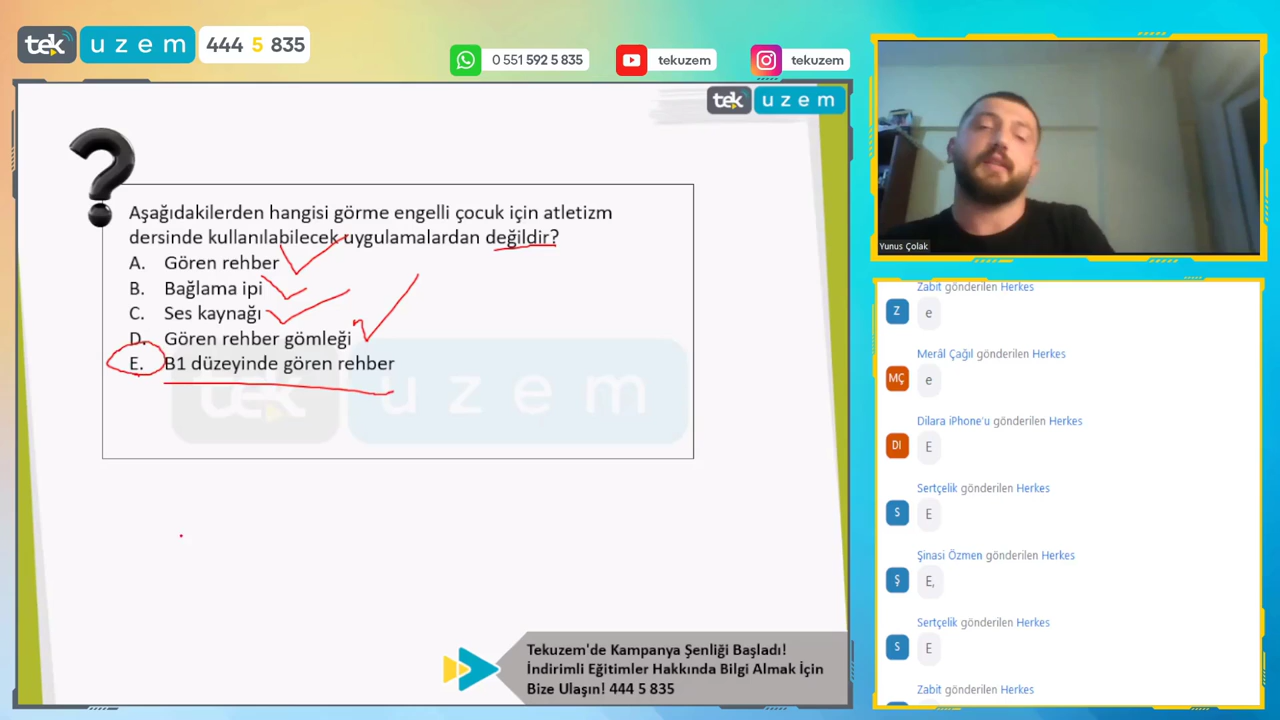 tek uzem 444 5 835
0 551 592 5 835
tekuzem
tekuzem
tek uzem
Aşağıdakilerden hangisi görme engelli çocuk için atletizm
dersinde kullanılabilecek uygulamalardan değildir?
A. Gören rehber
B. Bağlama ipi
C. Ses kaynağı
D. Gören rehber gömleği
E. B1 düzeyinde gören rehber
tek uzem
Tekuzem'de Kampanya Şenliği Başladı!
İndirimli Eğitimler Hakkında Bilgi Almak İçin
Bize Ulaşın! 444 5 835
Yunus Çolak
Zabit gönderilen Herkes
Z e
Merâl Çağıl gönderilen Herkes
MÇ e
Dilara iPhone'u gönderilen Herkes
DI E
Sertçelik gönderilen Herkes
S E
Şinasi Özmen gönderilen Herkes
Ş E,
Sertçelik gönderilen Herkes
S E
Zabit gönderilen Herkes